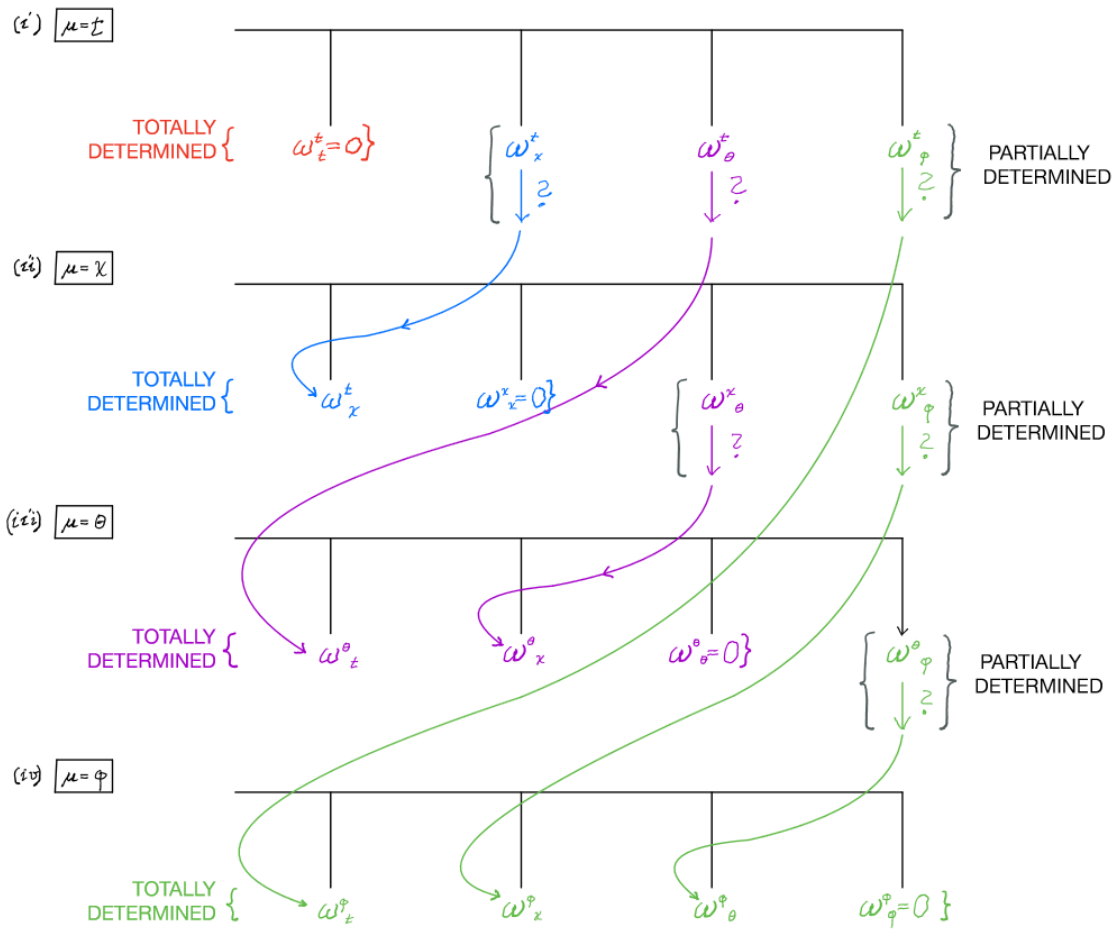 (i) μ=t
TOTALLY DETERMINED { ω^t_t=0} { ω^t_χ ω^t_θ ω^t_φ } PARTIALLY DETERMINED
? ? ?
(ii) μ=χ
TOTALLY DETERMINED { ω^t_χ ω^χ_χ=0} { ω^χ_θ ω^χ_φ } PARTIALLY DETERMINED
? ?
(iii) μ=θ
TOTALLY DETERMINED { ω^θ_t ω^θ_χ ω^θ_θ=0} { ω^θ_φ } PARTIALLY DETERMINED
?
(iv) μ=φ
TOTALLY DETERMINED { ω^φ_t ω^φ_χ ω^φ_θ ω^φ_φ=0 }